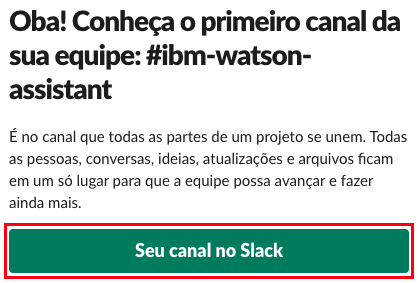 Oba! Conheça o primeiro canal da
sua equipe: #ibm-watson-
assistant
É no canal que todas as partes de um projeto se unem. Todas
as pessoas, conversas, ideias, atualizações e arquivos ficam
em um só lugar para que a equipe possa avançar e fazer
ainda mais.
Seu canal no Slack